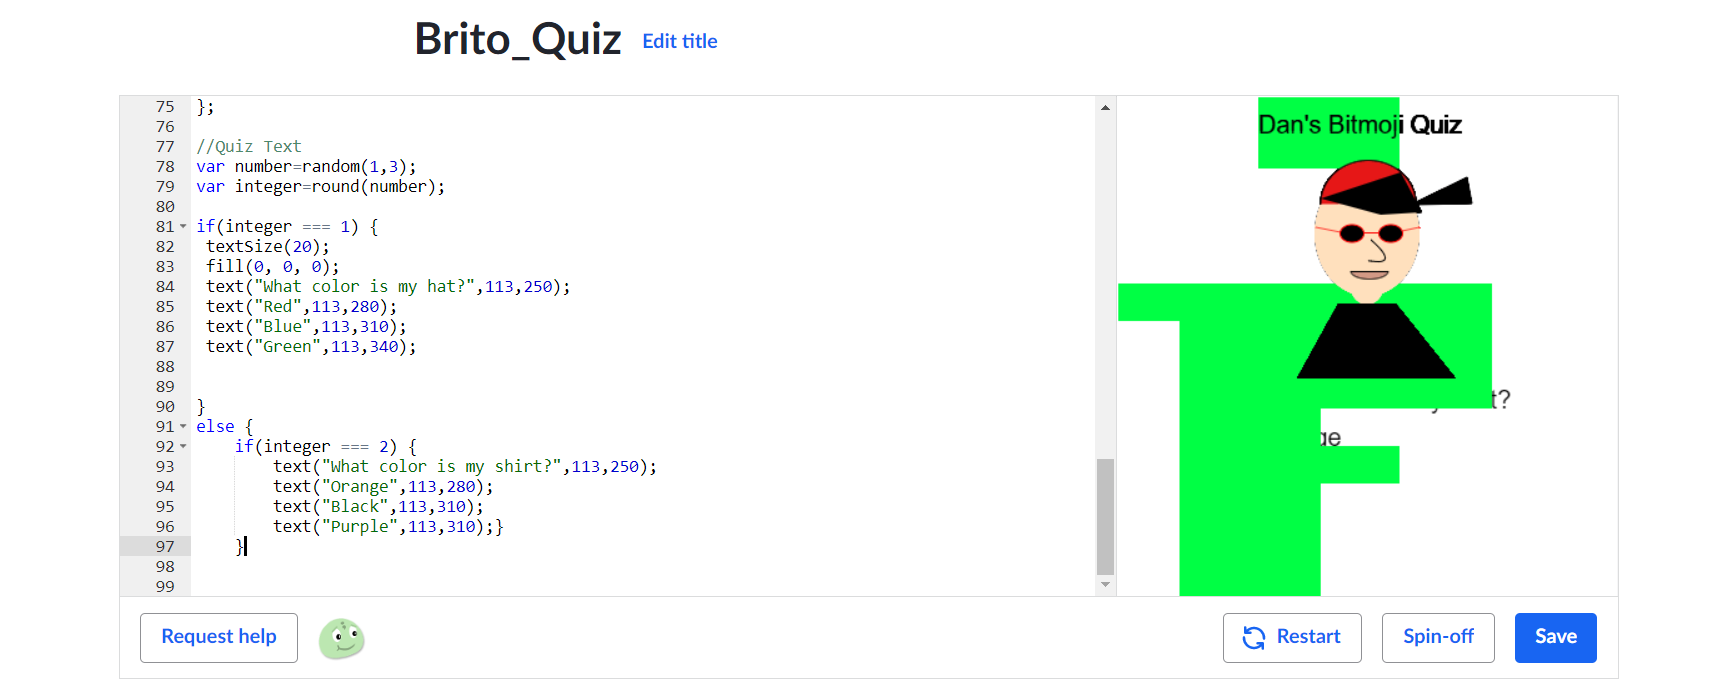 Brito_Quiz Edit title
75 };
76
77 //Quiz Text
78 var number=random(1,3);
79 var integer=round(number);
80
81 if(integer === 1) {
82 textSize(20);
83 fill(0, 0, 0);
84 text("What color is my hat?",113,250);
85 text("Red",113,280);
86 text("Blue",113,310);
87 text("Green",113,340);
88
89
90 }
91 else {
92 if(integer === 2) {
93 text("What color is my shirt?",113,250);
94 text("Orange",113,280);
95 text("Black",113,310);
96 text("Purple",113,310);}
97 }
98
99
Dan's Bitmoji Quiz
t?
ge
Request help
Restart
Spin-off
Save